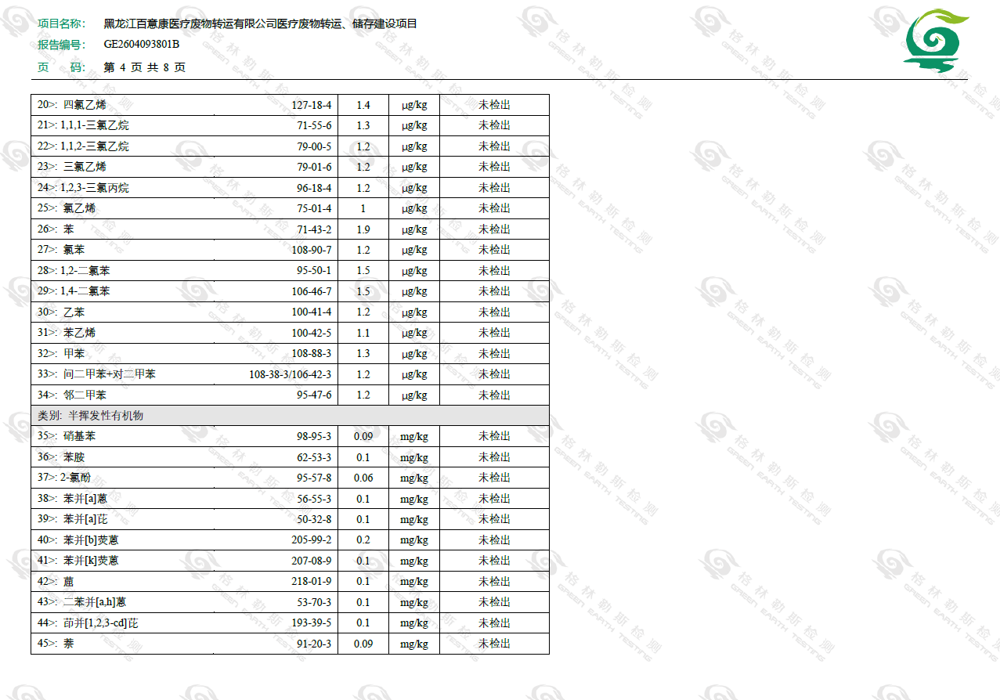 项目名称： 黑龙江百意康医疗废物转运有限公司医疗废物转运、储存建设项目
报告编号： GE2604093801B
页 码： 第 4 页 共 8 页
20>: 四氯乙烯 127-18-4 1.4 μg/kg 未检出
21>: 1,1,1-三氯乙烷 71-55-6 1.3 μg/kg 未检出
22>: 1,1,2-三氯乙烷 79-00-5 1.2 μg/kg 未检出
23>: 三氯乙烯 79-01-6 1.2 μg/kg 未检出
24>: 1,2,3-三氯丙烷 96-18-4 1.2 μg/kg 未检出
25>: 氯乙烯 75-01-4 1 μg/kg 未检出
26>: 苯 71-43-2 1.9 μg/kg 未检出
27>: 氯苯 108-90-7 1.2 μg/kg 未检出
28>: 1,2-二氯苯 95-50-1 1.5 μg/kg 未检出
29>: 1,4-二氯苯 106-46-7 1.5 μg/kg 未检出
30>: 乙苯 100-41-4 1.2 μg/kg 未检出
31>: 苯乙烯 100-42-5 1.1 μg/kg 未检出
32>: 甲苯 108-88-3 1.3 μg/kg 未检出
33>: 间二甲苯+对二甲苯 108-38-3/106-42-3 1.2 μg/kg 未检出
34>: 邻二甲苯 95-47-6 1.2 μg/kg 未检出
类别: 半挥发性有机物
35>: 硝基苯 98-95-3 0.09 mg/kg 未检出
36>: 苯胺 62-53-3 0.1 mg/kg 未检出
37>: 2-氯酚 95-57-8 0.06 mg/kg 未检出
38>: 苯并[a]蒽 56-55-3 0.1 mg/kg 未检出
39>: 苯并[a]芘 50-32-8 0.1 mg/kg 未检出
40>: 苯并[b]荧蒽 205-99-2 0.2 mg/kg 未检出
41>: 苯并[k]荧蒽 207-08-9 0.1 mg/kg 未检出
42>: 䓛 218-01-9 0.1 mg/kg 未检出
43>: 二苯并[a,h]蒽 53-70-3 0.1 mg/kg 未检出
44>: 茚并[1,2,3-cd]芘 193-39-5 0.1 mg/kg 未检出
45>: 萘 91-20-3 0.09 mg/kg 未检出
格林勒斯检测
GREEN EARTH TESTING